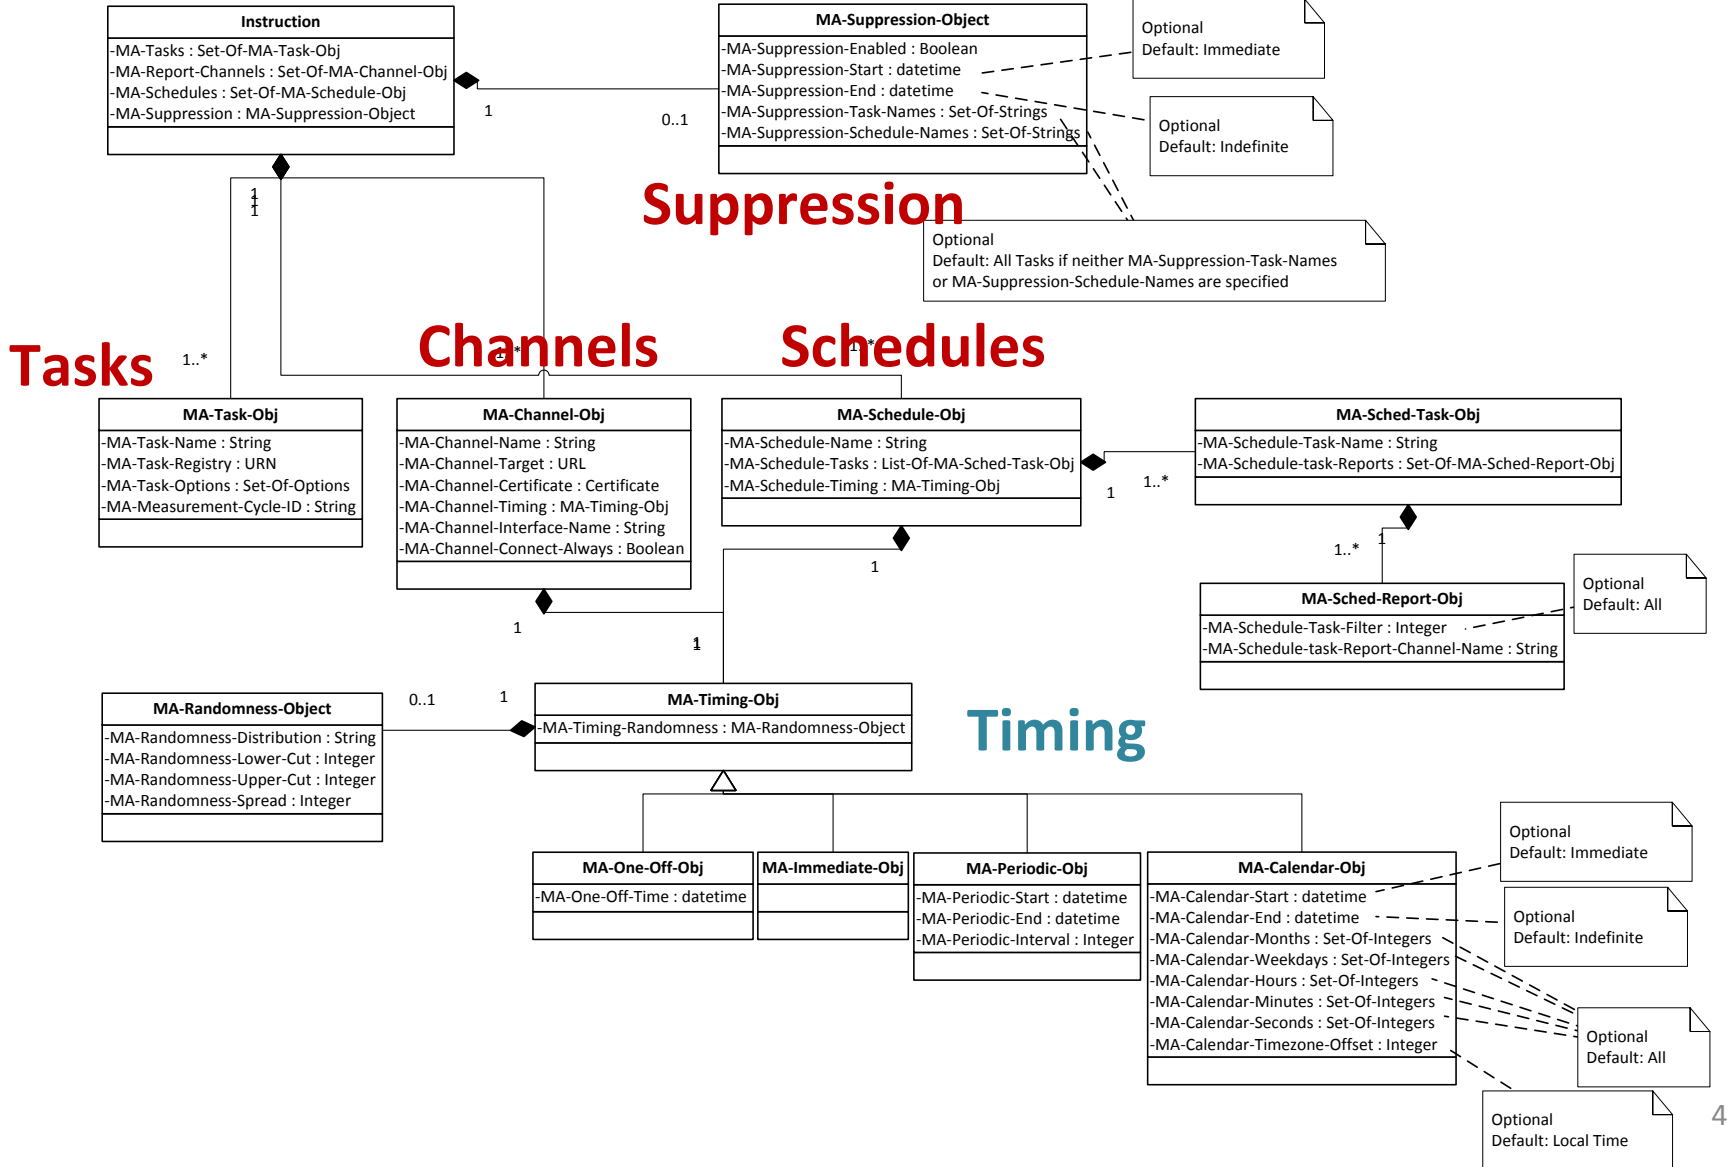 Instruction
-MA-Tasks : Set-Of-MA-Task-Obj
-MA-Report-Channels : Set-Of-MA-Channel-Obj
-MA-Schedules : Set-Of-MA-Schedule-Obj
-MA-Suppression : MA-Suppression-Object
1
0..1
MA-Suppression-Object
-MA-Suppression-Enabled : Boolean
-MA-Suppression-Start : datetime
-MA-Suppression-End : datetime
-MA-Suppression-Task-Names : Set-Of-Strings
-MA-Suppression-Schedule-Names : Set-Of-Strings
Optional
Default: Immediate
Optional
Default: Indefinite
Optional
Default: All Tasks if neither MA-Suppression-Task-Names
or MA-Suppression-Schedule-Names are specified
Suppression
1
1
1
Tasks
1..*
Channels
1..*
Schedules
1..*
MA-Task-Obj
-MA-Task-Name : String
-MA-Task-Registry : URN
-MA-Task-Options : Set-Of-Options
-MA-Measurement-Cycle-ID : String
MA-Channel-Obj
-MA-Channel-Name : String
-MA-Channel-Target : URL
-MA-Channel-Certificate : Certificate
-MA-Channel-Timing : MA-Timing-Obj
-MA-Channel-Interface-Name : String
-MA-Channel-Connect-Always : Boolean
MA-Schedule-Obj
-MA-Schedule-Name : String
-MA-Schedule-Tasks : List-Of-MA-Sched-Task-Obj
-MA-Schedule-Timing : MA-Timing-Obj
1
1..*
MA-Sched-Task-Obj
-MA-Schedule-Task-Name : String
-MA-Schedule-task-Reports : Set-Of-MA-Sched-Report-Obj
1
1..*
MA-Sched-Report-Obj
-MA-Schedule-Task-Filter : Integer
-MA-Schedule-task-Report-Channel-Name : String
Optional
Default: All
1
1
1
1
MA-Randomness-Object
-MA-Randomness-Distribution : String
-MA-Randomness-Lower-Cut : Integer
-MA-Randomness-Upper-Cut : Integer
-MA-Randomness-Spread : Integer
0..1
1
MA-Timing-Obj
-MA-Timing-Randomness : MA-Randomness-Object
Timing
MA-One-Off-Obj
-MA-One-Off-Time : datetime
MA-Immediate-Obj
MA-Periodic-Obj
-MA-Periodic-Start : datetime
-MA-Periodic-End : datetime
-MA-Periodic-Interval : Integer
MA-Calendar-Obj
-MA-Calendar-Start : datetime
-MA-Calendar-End : datetime
-MA-Calendar-Months : Set-Of-Integers
-MA-Calendar-Weekdays : Set-Of-Integers
-MA-Calendar-Hours : Set-Of-Integers
-MA-Calendar-Minutes : Set-Of-Integers
-MA-Calendar-Seconds : Set-Of-Integers
-MA-Calendar-Timezone-Offset : Integer
Optional
Default: Immediate
Optional
Default: Indefinite
Optional
Default: All
Optional
Default: Local Time
4